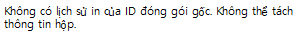 Không có lịch sử in của ID đóng gói gốc. Không thể tách
thông tin hộp.